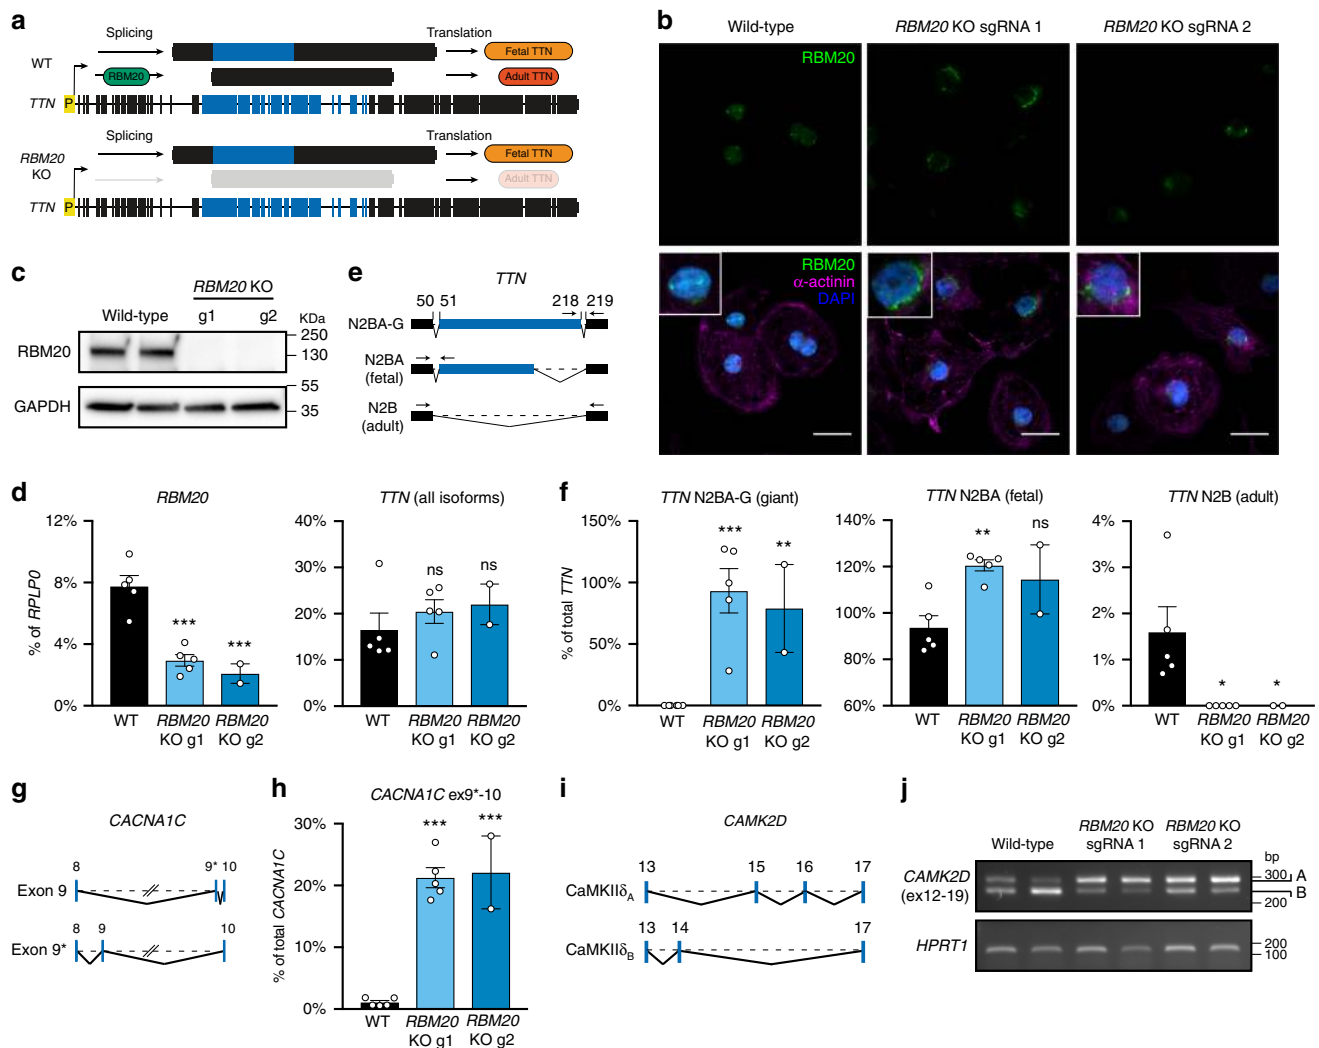 a
Splicing
Translation
WT
Fetal TTN
RBM20
Adult TTN
TTN
P
Splicing
Translation
RBM20
KO
Fetal TTN
Adult TTN
TTN
P
b
Wild-type
RBM20 KO sgRNA 1
RBM20 KO sgRNA 2
RBM20
RBM20
α-actinin
DAPI
c
RBM20 KO
Wild-type
g1
g2
KDa
RBM20
250
130
GAPDH
55
35
e
TTN
50
51
218
219
N2BA-G
N2BA
(fetal)
N2B
(adult)
d
RBM20
% of RPLP0
12%
8%
4%
0%
***
***
WT
RBM20
KO g1
RBM20
KO g2
TTN (all isoforms)
40%
30%
20%
10%
0%
ns
ns
WT
RBM20
KO g1
RBM20
KO g2
f
TTN N2BA-G (giant)
% of total TTN
150%
100%
50%
0%
***
**
WT
RBM20
KO g1
RBM20
KO g2
TTN N2BA (fetal)
140%
120%
100%
80%
60%
**
ns
WT
RBM20
KO g1
RBM20
KO g2
TTN N2B (adult)
4%
3%
2%
1%
0%
*
*
WT
RBM20
KO g1
RBM20
KO g2
g
CACNA1C
8
9*
10
Exon 9
8
9
10
Exon 9*
h
CACNA1C ex9*-10
% of total CACNA1C
30%
20%
10%
0%
***
***
WT
RBM20
KO g1
RBM20
KO g2
i
CAMK2D
13
15
16
17
CaMKIIδA
13
14
17
CaMKIIδB
j
Wild-type
RBM20 KO
sgRNA 1
RBM20 KO
sgRNA 2
bp
CAMK2D
(ex12-19)
300
200
A
B
HPRT1
200
100